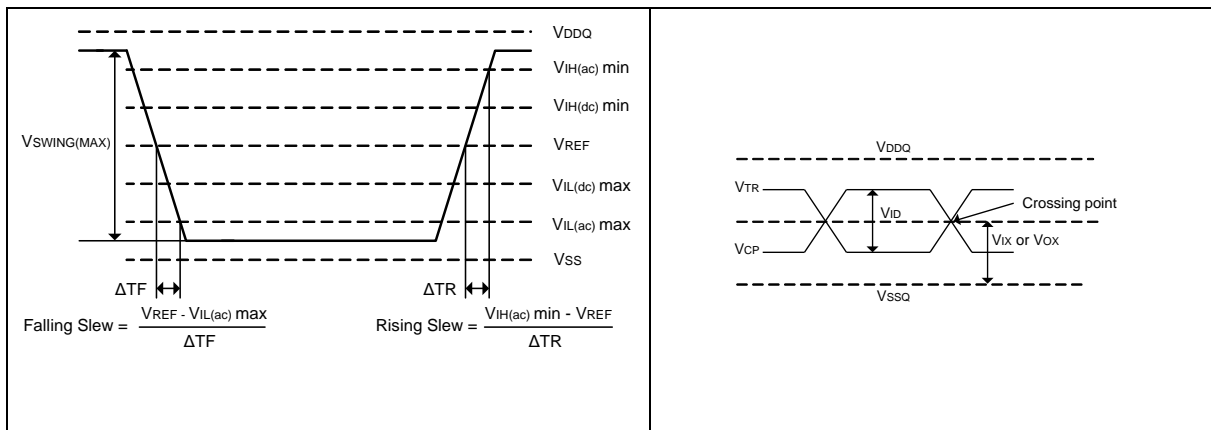 VDDQ
VIH(ac) min
VIH(dc) min
VSWING(MAX)
VREF
VIL(dc) max
VIL(ac) max
VSS
ΔTF
ΔTR
Falling Slew = VREF - VIL(ac) max
ΔTF
Rising Slew = VIH(ac) min - VREF
ΔTR
VDDQ
VTR
VID
Crossing point
VIX or VOX
VCP
VSSQ